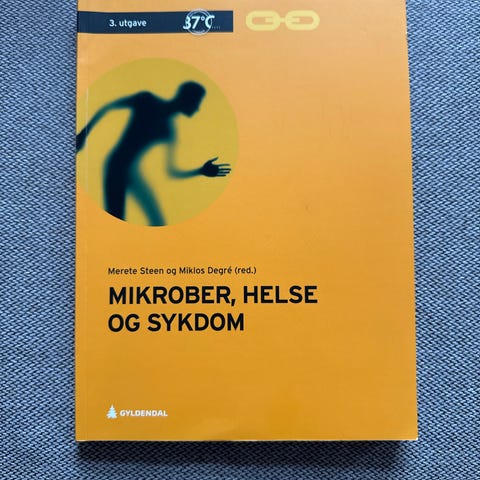 3. utgave
37°C
Merete Steen og Miklos Degré (red.)
MIKROBER, HELSE
OG SYKDOM
GYLDENDAL